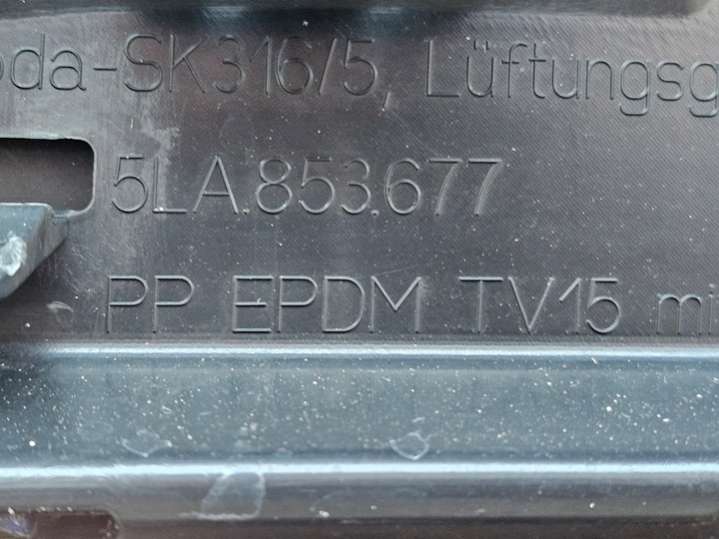 oda-SK316/5, Lüftungsg
5LA.853.677
PP EPDM TV15 mi